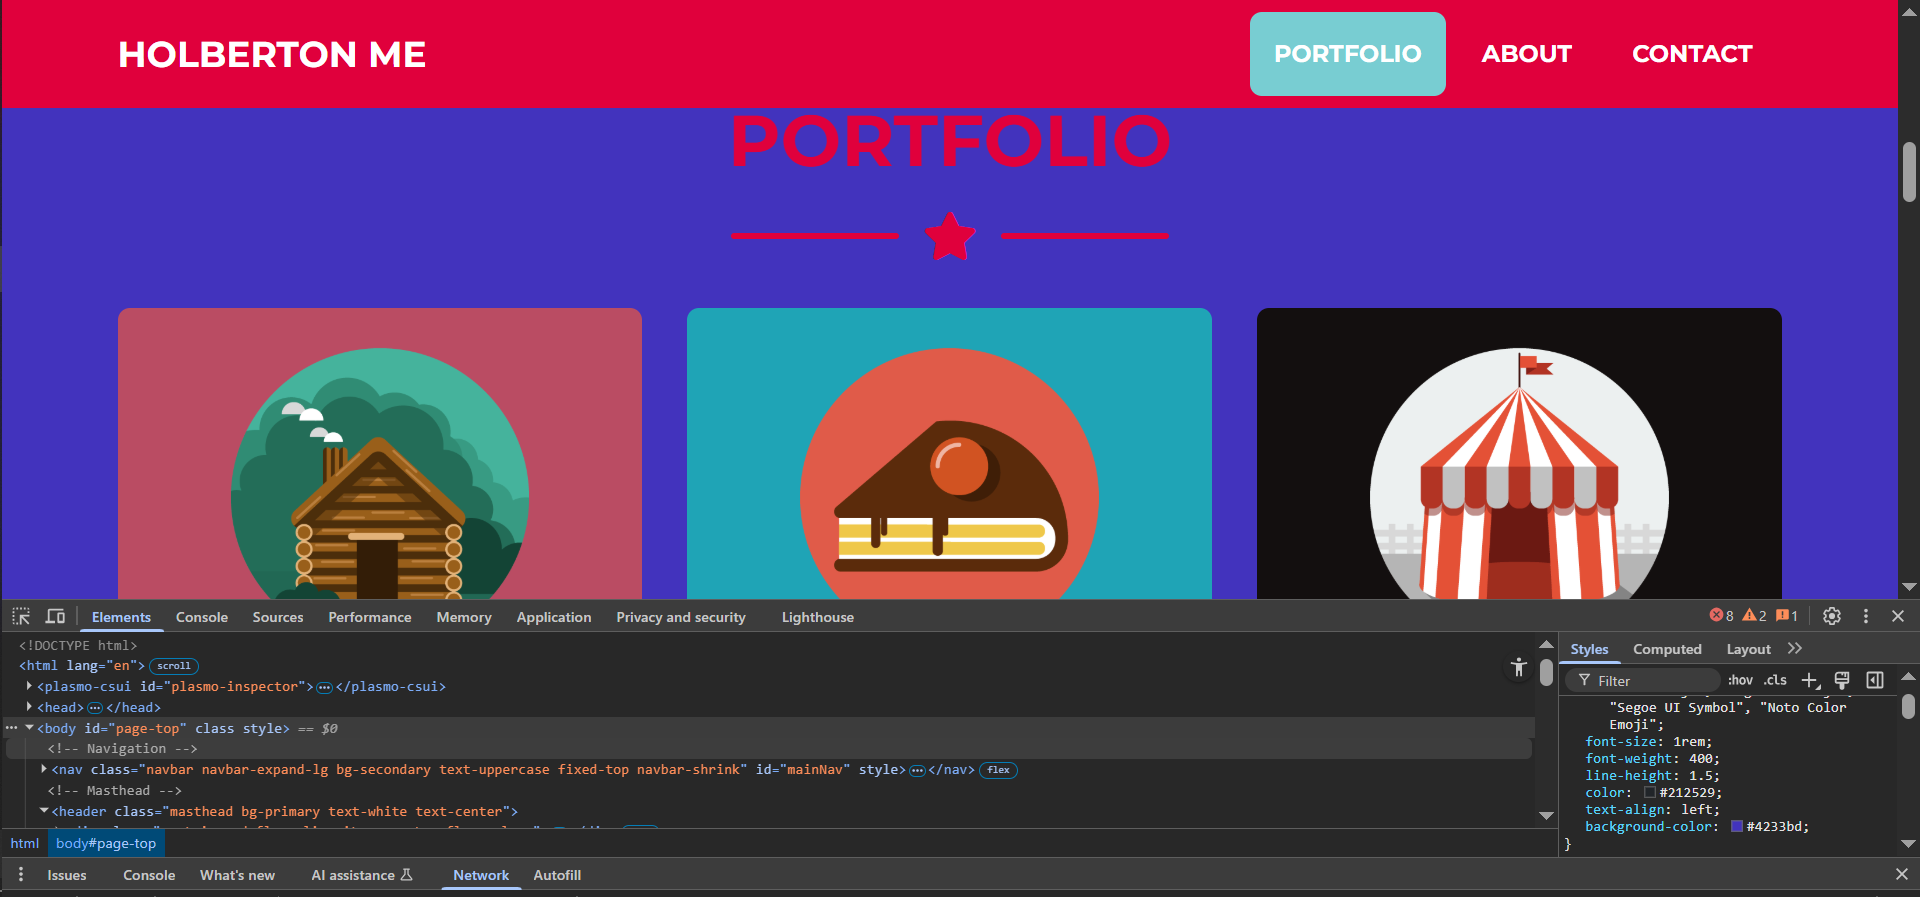 HOLBERTON ME
PORTFOLIO ABOUT CONTACT
PORTFOLIO
Elements Console Sources Performance Memory Application Privacy and security Lighthouse 8 2 1
<!DOCTYPE html>
<html lang="en"> scroll
<plasmo-csui id="plasmo-inspector"> </plasmo-csui>
<head> </head>
<body id="page-top" class style> == $0
<!-- Navigation -->
<nav class="navbar navbar-expand-lg bg-secondary text-uppercase fixed-top navbar-shrink" id="mainNav" style> </nav> flex
<!-- Masthead -->
<header class="masthead bg-primary text-white text-center">
html body#page-top
Styles Computed Layout
Filter :hov .cls
"Segoe UI Symbol", "Noto Color
Emoji";
font-size: 1rem;
font-weight: 400;
line-height: 1.5;
color: #212529;
text-align: left;
background-color: #4233bd;
}
Issues Console What's new AI assistance Network Autofill